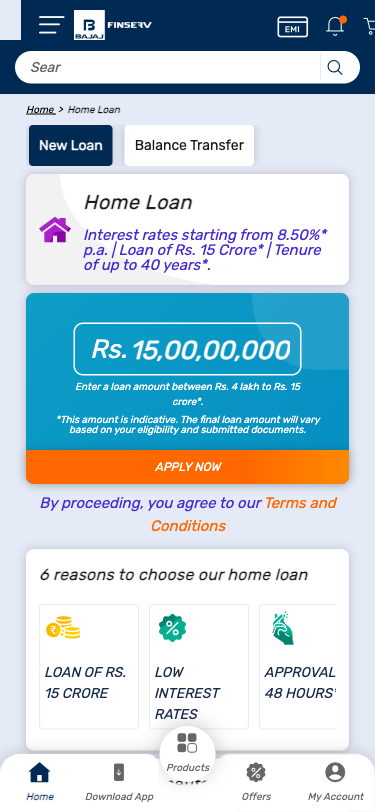 BAJAJ FINSERV
EMI
Sear
Home > Home Loan
New Loan
Balance Transfer
Home Loan
Interest rates starting from 8.50%*
p.a. | Loan of Rs. 15 Crore* | Tenure
of up to 40 years*.
Rs. 15,00,00,000
Enter a loan amount between Rs. 4 lakh to Rs. 15
crore*.
*This amount is indicative. The final loan amount will vary
based on your eligibility and submitted documents.
APPLY NOW
By proceeding, you agree to our Terms and
Conditions
6 reasons to choose our home loan
LOAN OF RS.
15 CRORE
LOW
INTEREST
RATES
APPROVAL
48 HOURS*
Products
Home
Download App
Offers
My Account